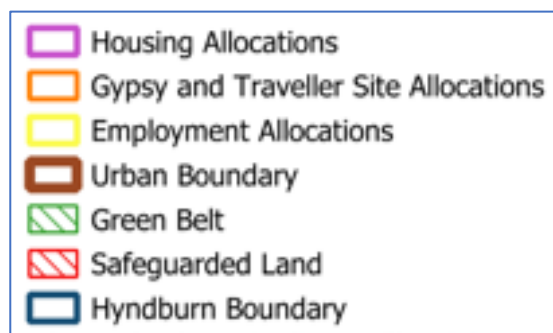 Housing Allocations
Gypsy and Traveller Site Allocations
Employment Allocations
Urban Boundary
Green Belt
Safeguarded Land
Hyndburn Boundary